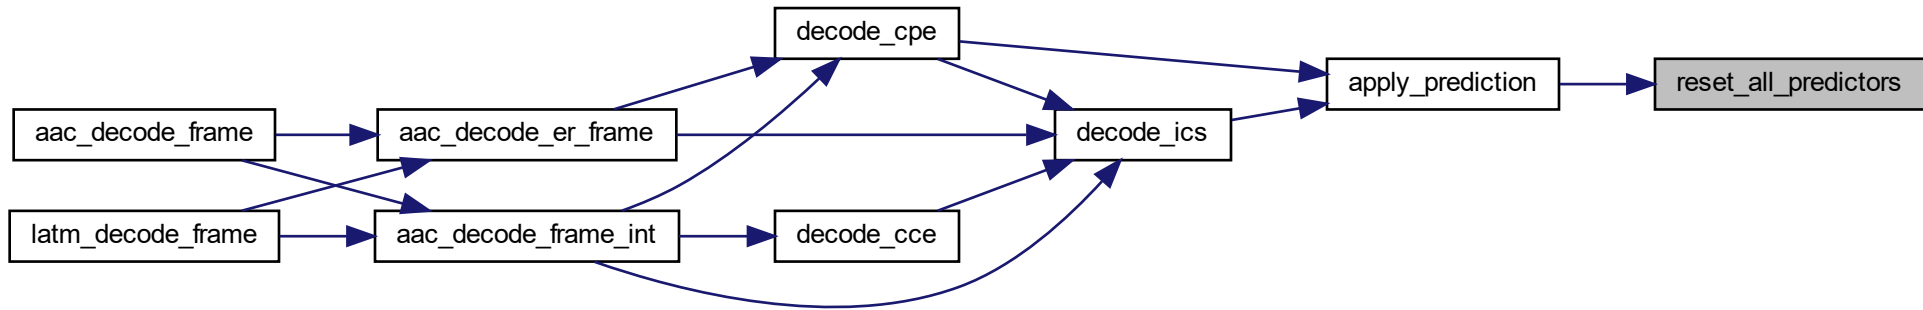 decode_cpe
apply_prediction
reset_all_predictors
aac_decode_frame
aac_decode_er_frame
decode_ics
latm_decode_frame
aac_decode_frame_int
decode_cce